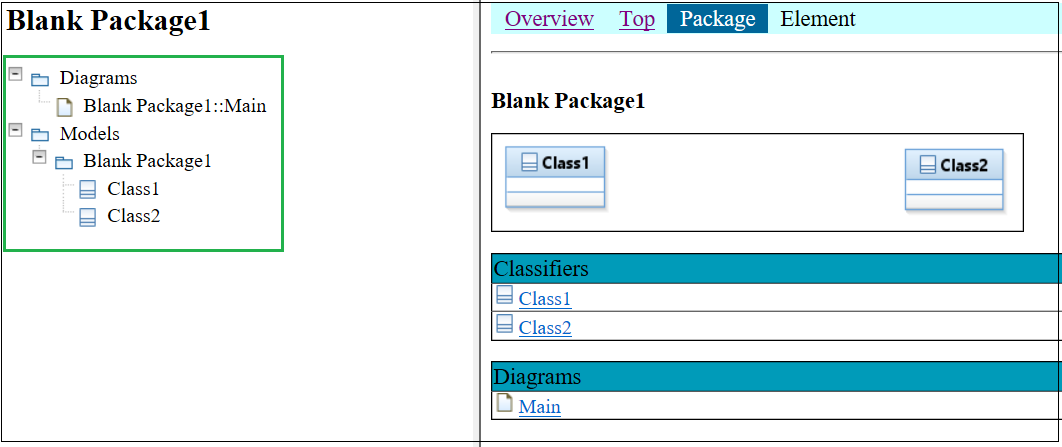 Blank Package1
Diagrams
Blank Package1::Main
Models
Blank Package1
Class1
Class2
Overview Top Package Element
Blank Package1
Class1 Class2
Classifiers
Class1
Class2
Diagrams
Main